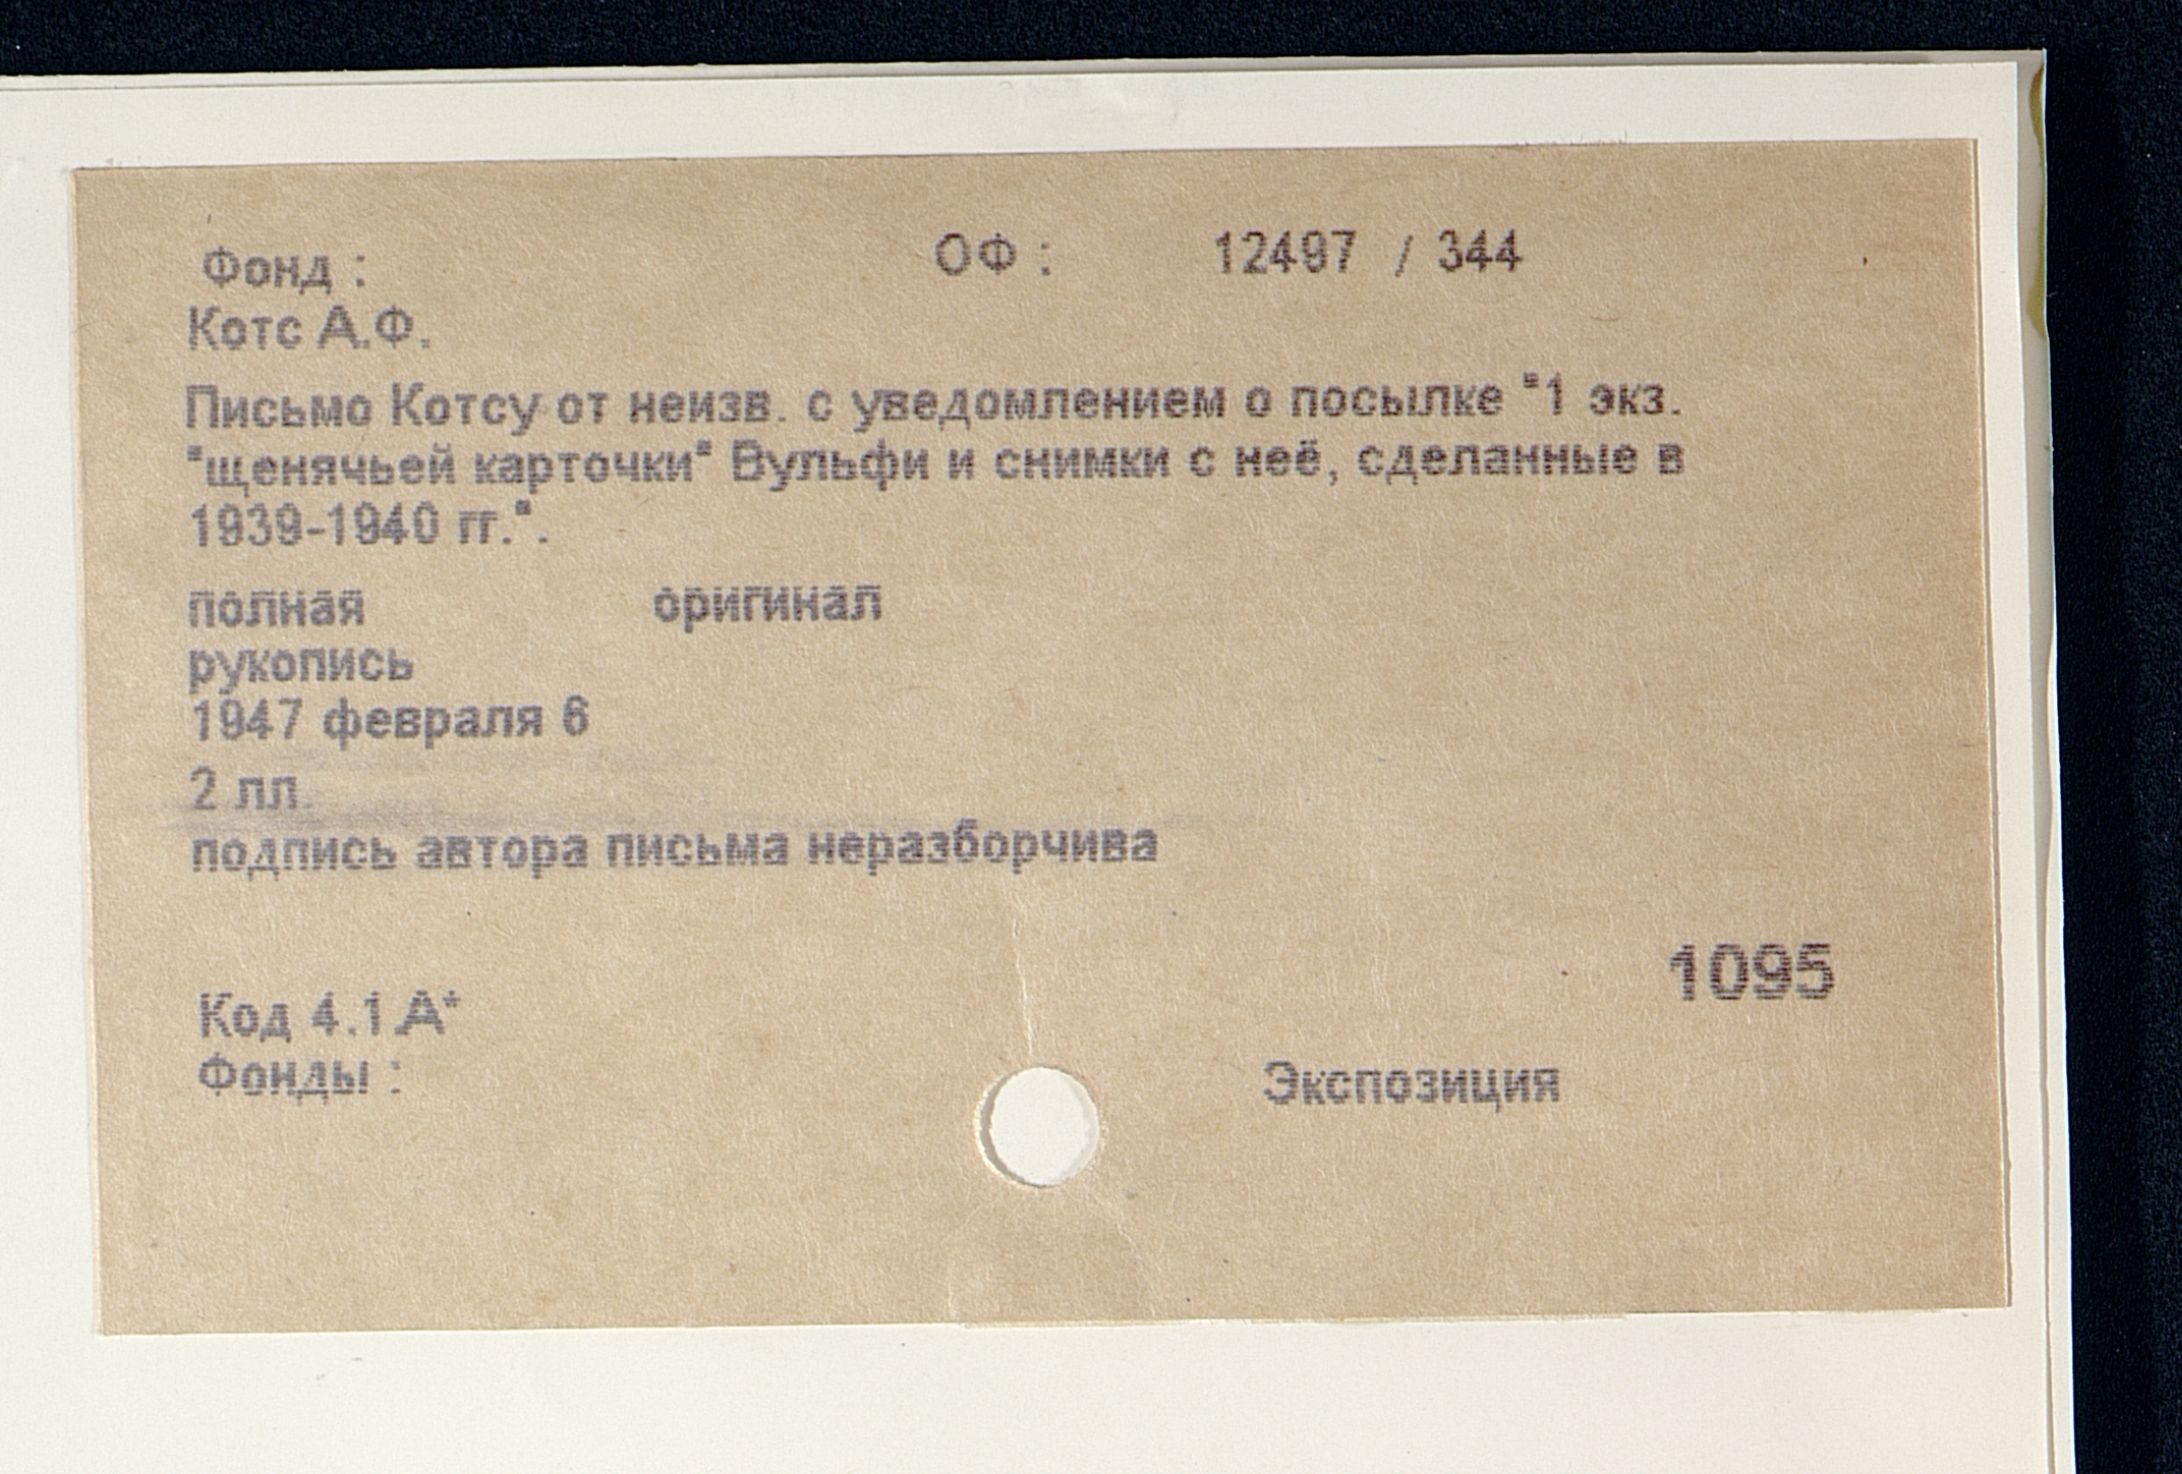 Фонд : ОФ : 12497 / 344
Котс А.Ф.
Письмо Котсу от неизв. с уведомлением о посылке "1 экз.
"щенячьей карточки" Вульфи и снимки с неё, сделанные в
1939-1940 гг.".
полная оригинал
рукопись
1947 февраля 6
2 лл.
подпись автора письма неразборчива
1095
Код 4.1.А*
Фонды : Экспозиция